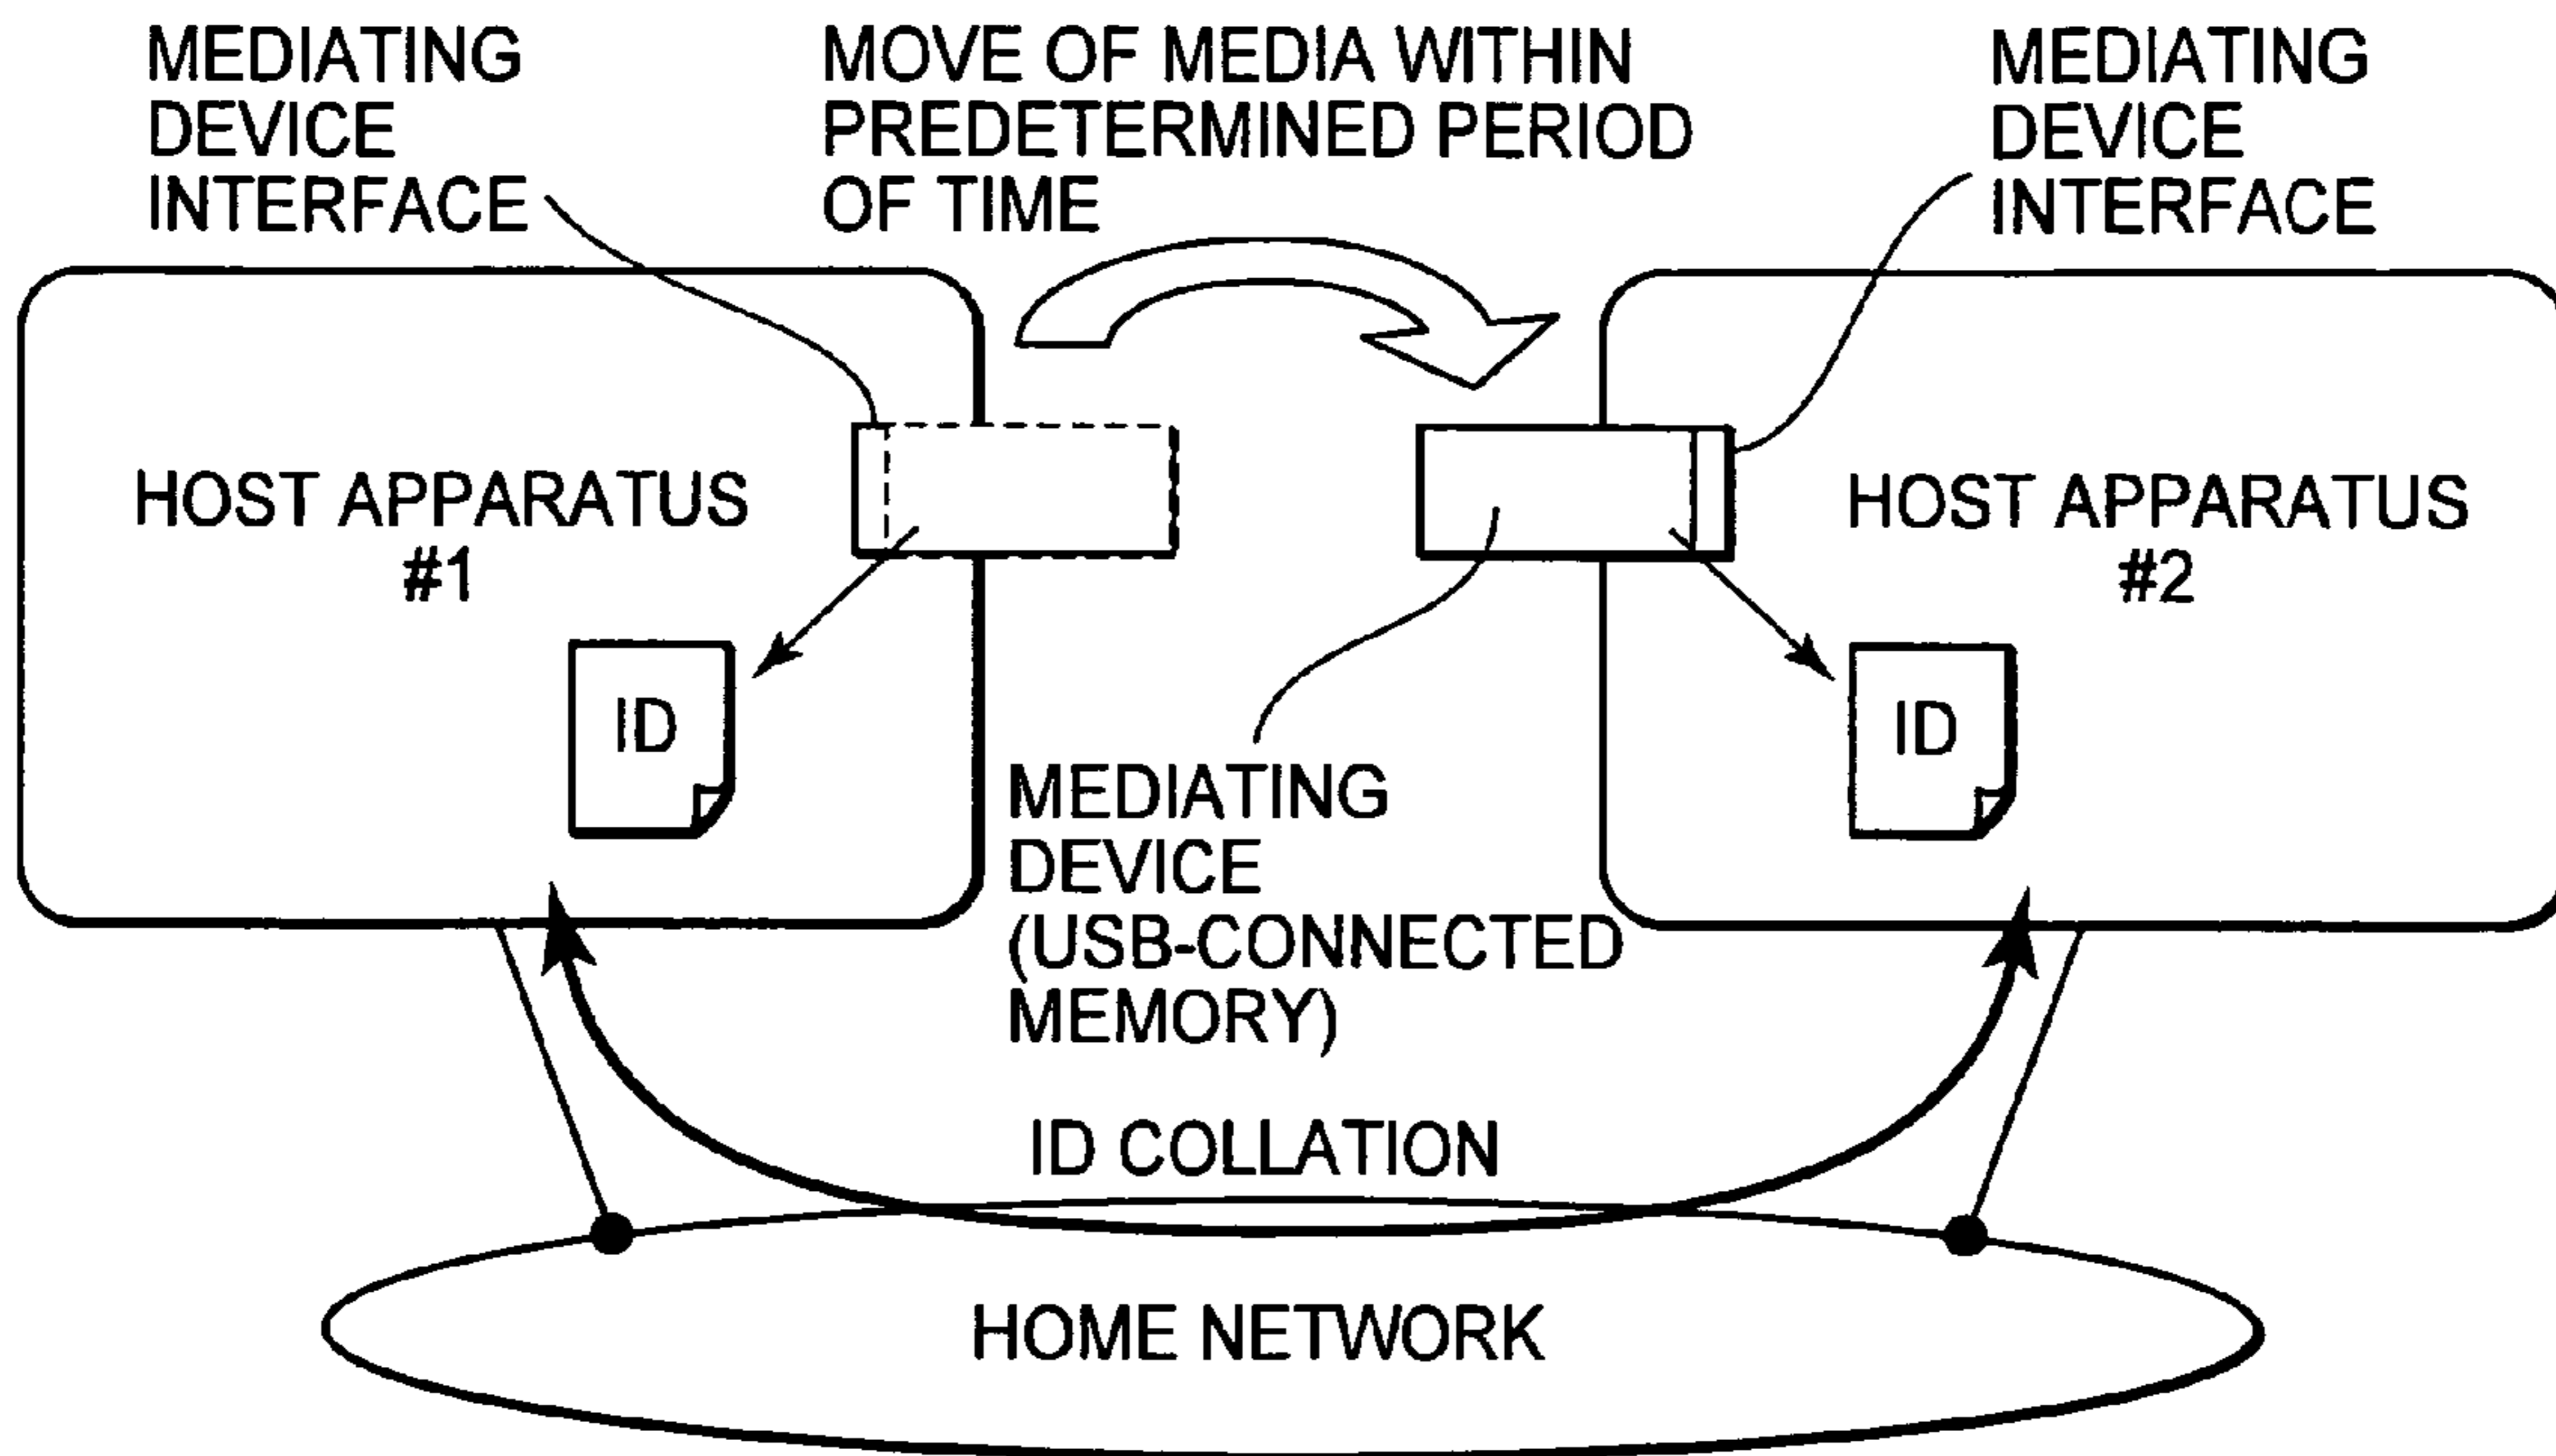 MEDIATING
DEVICE
INTERFACE
MOVE OF MEDIA WITHIN
PREDETERMINED PERIOD
OF TIME
MEDIATING
DEVICE
INTERFACE
HOST APPARATUS
#1
HOST APPARATUS
#2
ID
ID
MEDIATING
DEVICE
(USB-CONNECTED
MEMORY)
ID COLLATION
HOME NETWORK